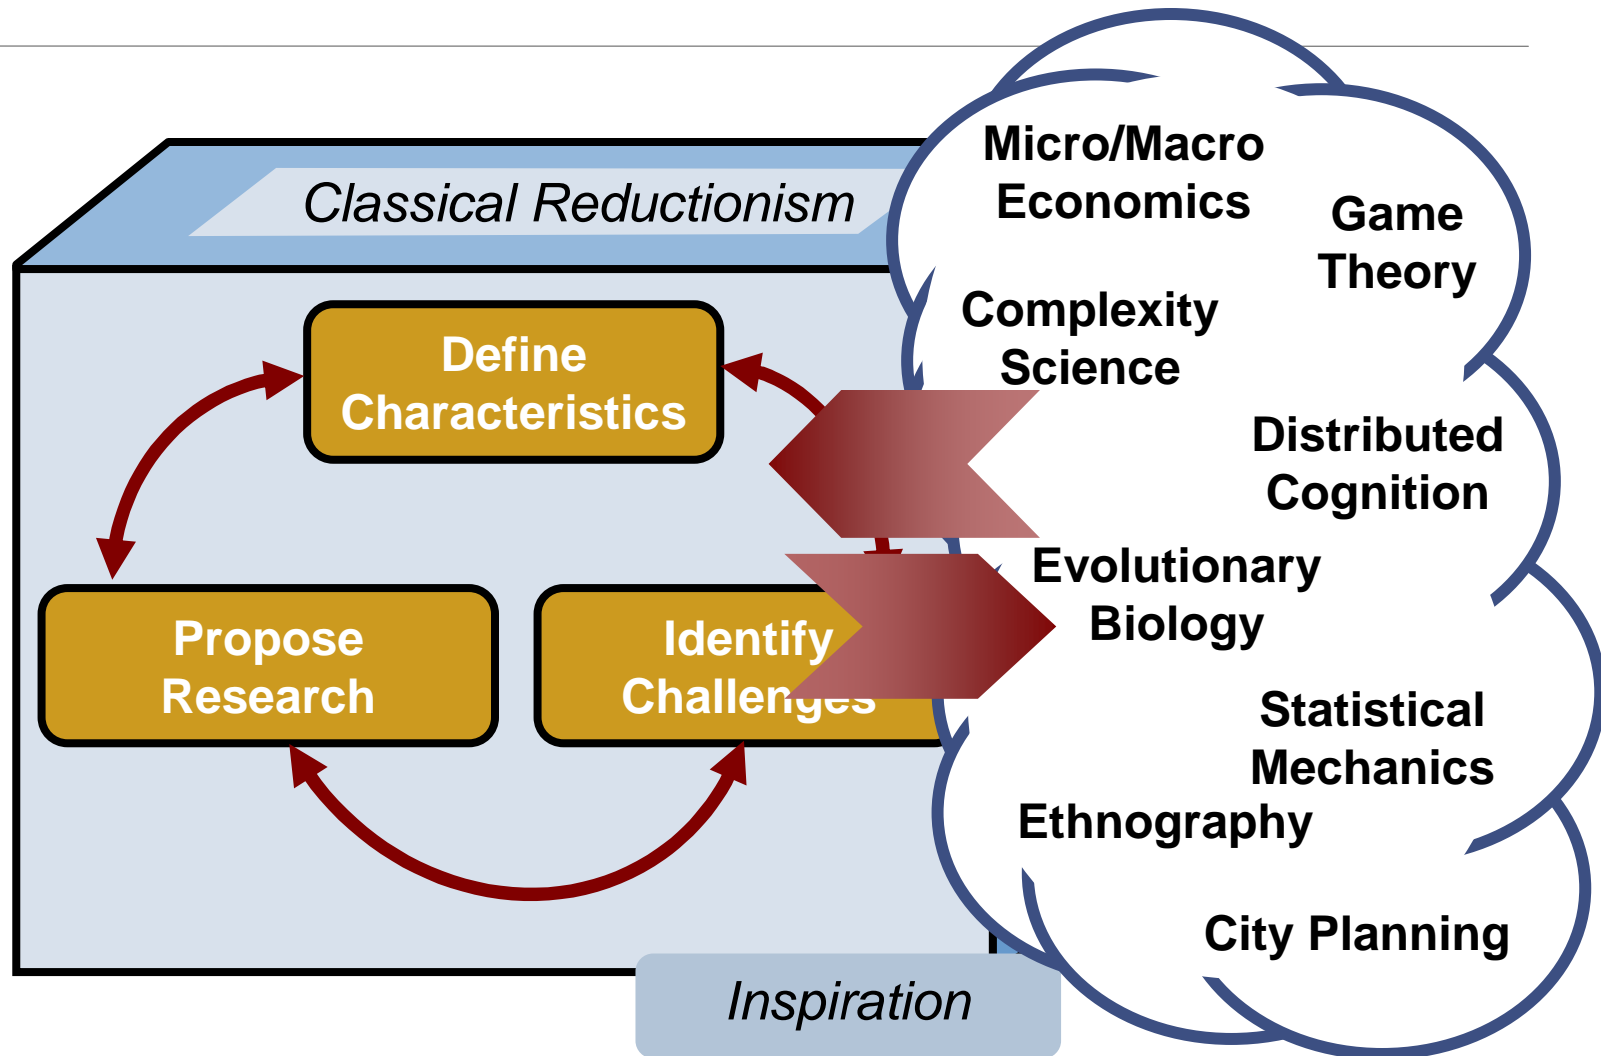 Classical Reductionism
Define
Characteristics
Propose
Research
Identify
Challenges
Micro/Macro
Economics
Game
Theory
Complexity
Science
Distributed
Cognition
Evolutionary
Biology
Statistical
Mechanics
Ethnography
City Planning
Inspiration